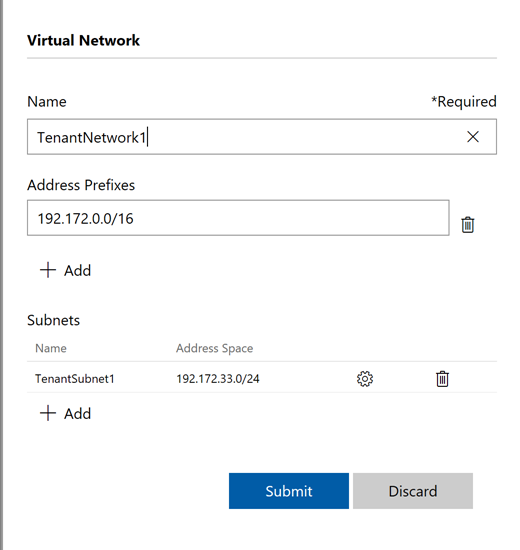 Virtual Network
Name *Required
TenantNetwork1
Address Prefixes
192.172.0.0/16
Add
Subnets
Name Address Space
TenantSubnet1 192.172.33.0/24
Add
Submit Discard